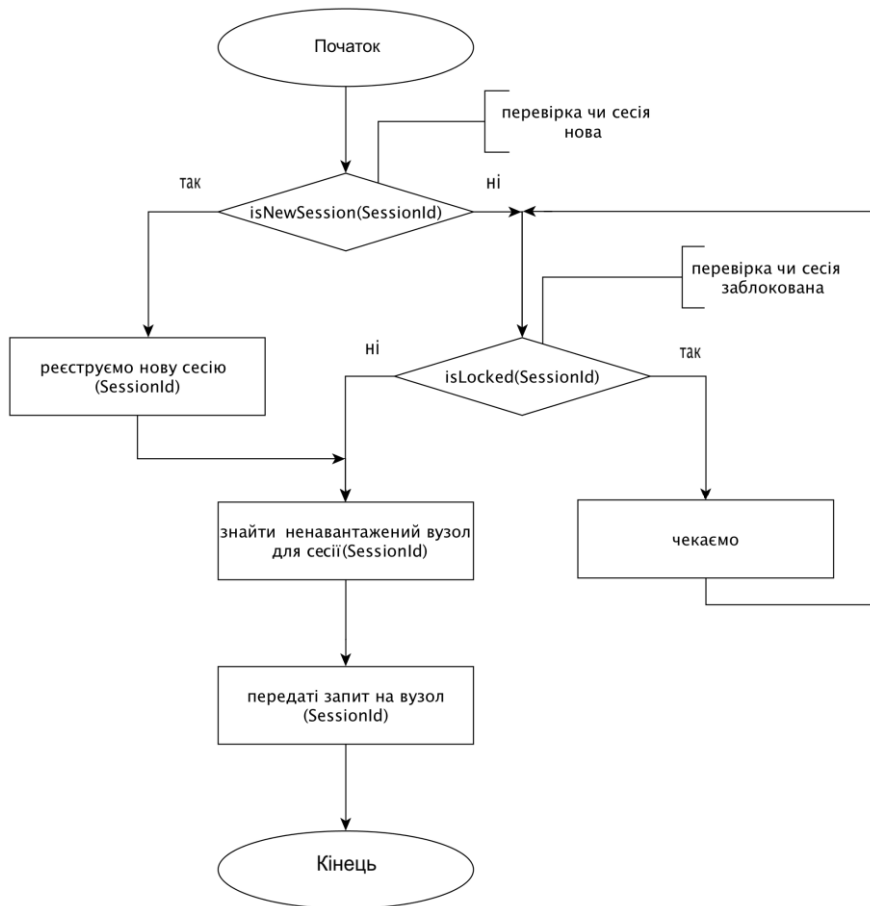 Початок
перевірка чи сесія
нова
так
ні
isNewSession(SessionId)
перевірка чи сесія
заблокована
реєструємо нову сесію
(SessionId)
ні
так
isLocked(SessionId)
знайти ненавантажений вузол
для сесії(SessionId)
чекаємо
передаті запит на вузол
(SessionId)
Кінець